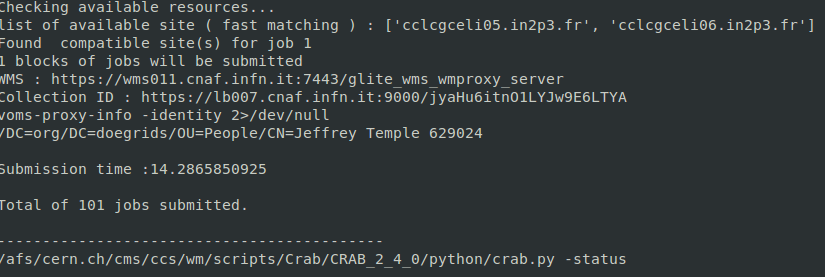 Checking available resources...
list of available site ( fast matching ) : ['cclcgceli05.in2p3.fr', 'cclcgceli06.in2p3.fr']
Found  compatible site(s) for job 1
1 blocks of jobs will be submitted
WMS : https://wms011.cnaf.infn.it:7443/glite_wms_wmproxy_server
Collection ID : https://lb007.cnaf.infn.it:9000/jyaHu6itnO1LYJw9E6LTYA
voms-proxy-info -identity 2>/dev/null
/DC=org/DC=doegrids/OU=People/CN=Jeffrey Temple 629024
Submission time :14.2865850925
Total of 101 jobs submitted.
-------------------------------------------
/afs/cern.ch/cms/ccs/wm/scripts/Crab/CRAB_2_4_0/python/crab.py -status